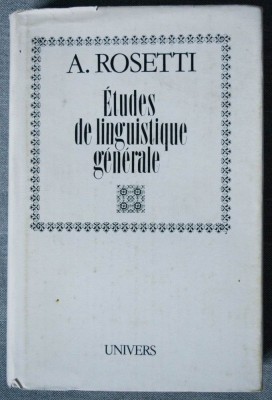 A. ROSETTI
Études
de linguistique
générale
UNIVERS